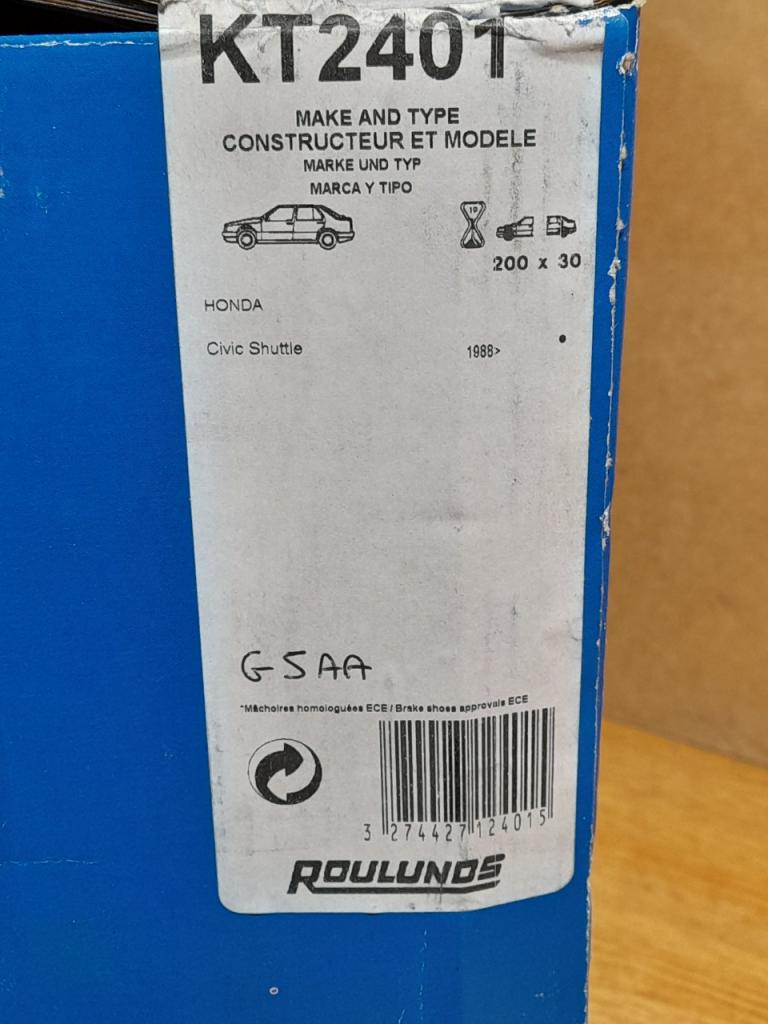 KT2401
MAKE AND TYPE
CONSTRUCTEUR ET MODELE
MARKE UND TYP
MARCA Y TIPO
10
200 x 30
HONDA
Civic Shuttle 1988> •
G5AA
*Mâchoires homologuées ECE / Brake shoes approvals ECE
3 274427 124015
ROULUNDS